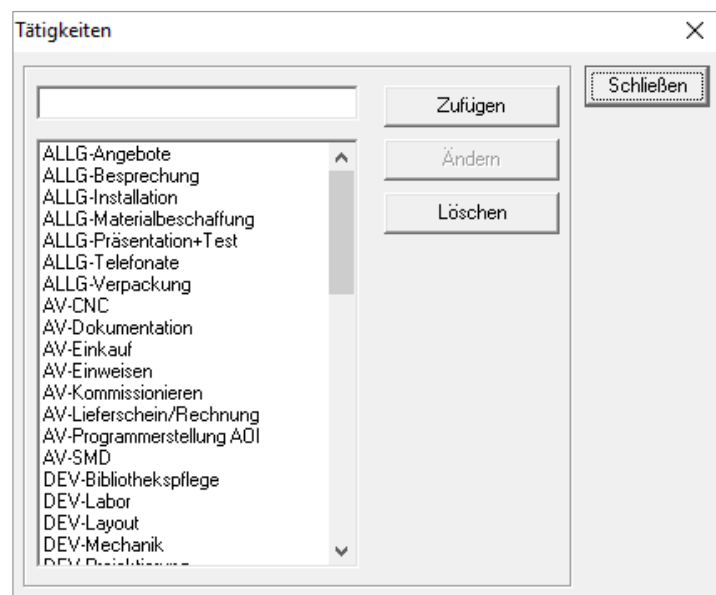 Tätigkeiten
Schließen
Zufügen
Ändern
Löschen
ALLG-Angebote
ALLG-Besprechung
ALLG-Installation
ALLG-Materialbeschaffung
ALLG-Präsentation+Test
ALLG-Telefonate
ALLG-Verpackung
AV-CNC
AV-Dokumentation
AV-Einkauf
AV-Einweisen
AV-Kommissionieren
AV-Lieferschein/Rechnung
AV-Programmerstellung AOI
AV-SMD
DEV-Bibliothekspflege
DEV-Labor
DEV-Layout
DEV-Mechanik